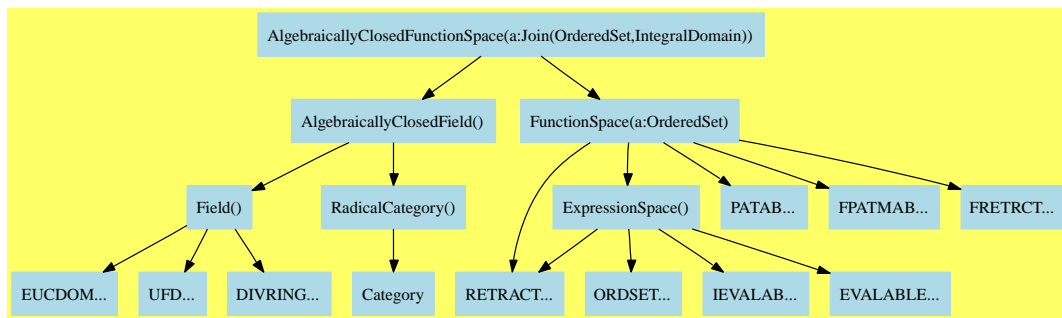 AlgebraicallyClosedFunctionSpace(a:Join(OrderedSet,IntegralDomain))
AlgebraicallyClosedField()
FunctionSpace(a:OrderedSet)
Field()
RadicalCategory()
ExpressionSpace()
PATAB...
FPATMAB...
FRETRCT...
EUCDOM...
UFD...
DIVRING...
Category
RETRACT...
ORDSET...
IEVALAB...
EVALABLE...